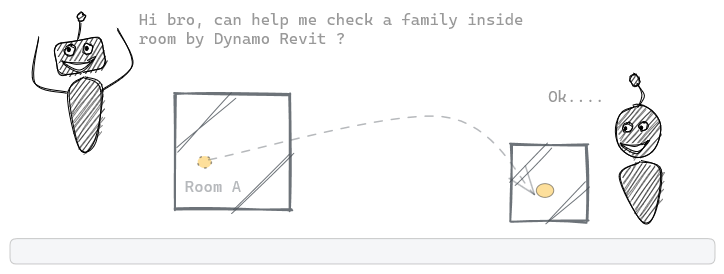 Hi bro, can help me check a family inside
room by Dynamo Revit ?
Ok....
Room A